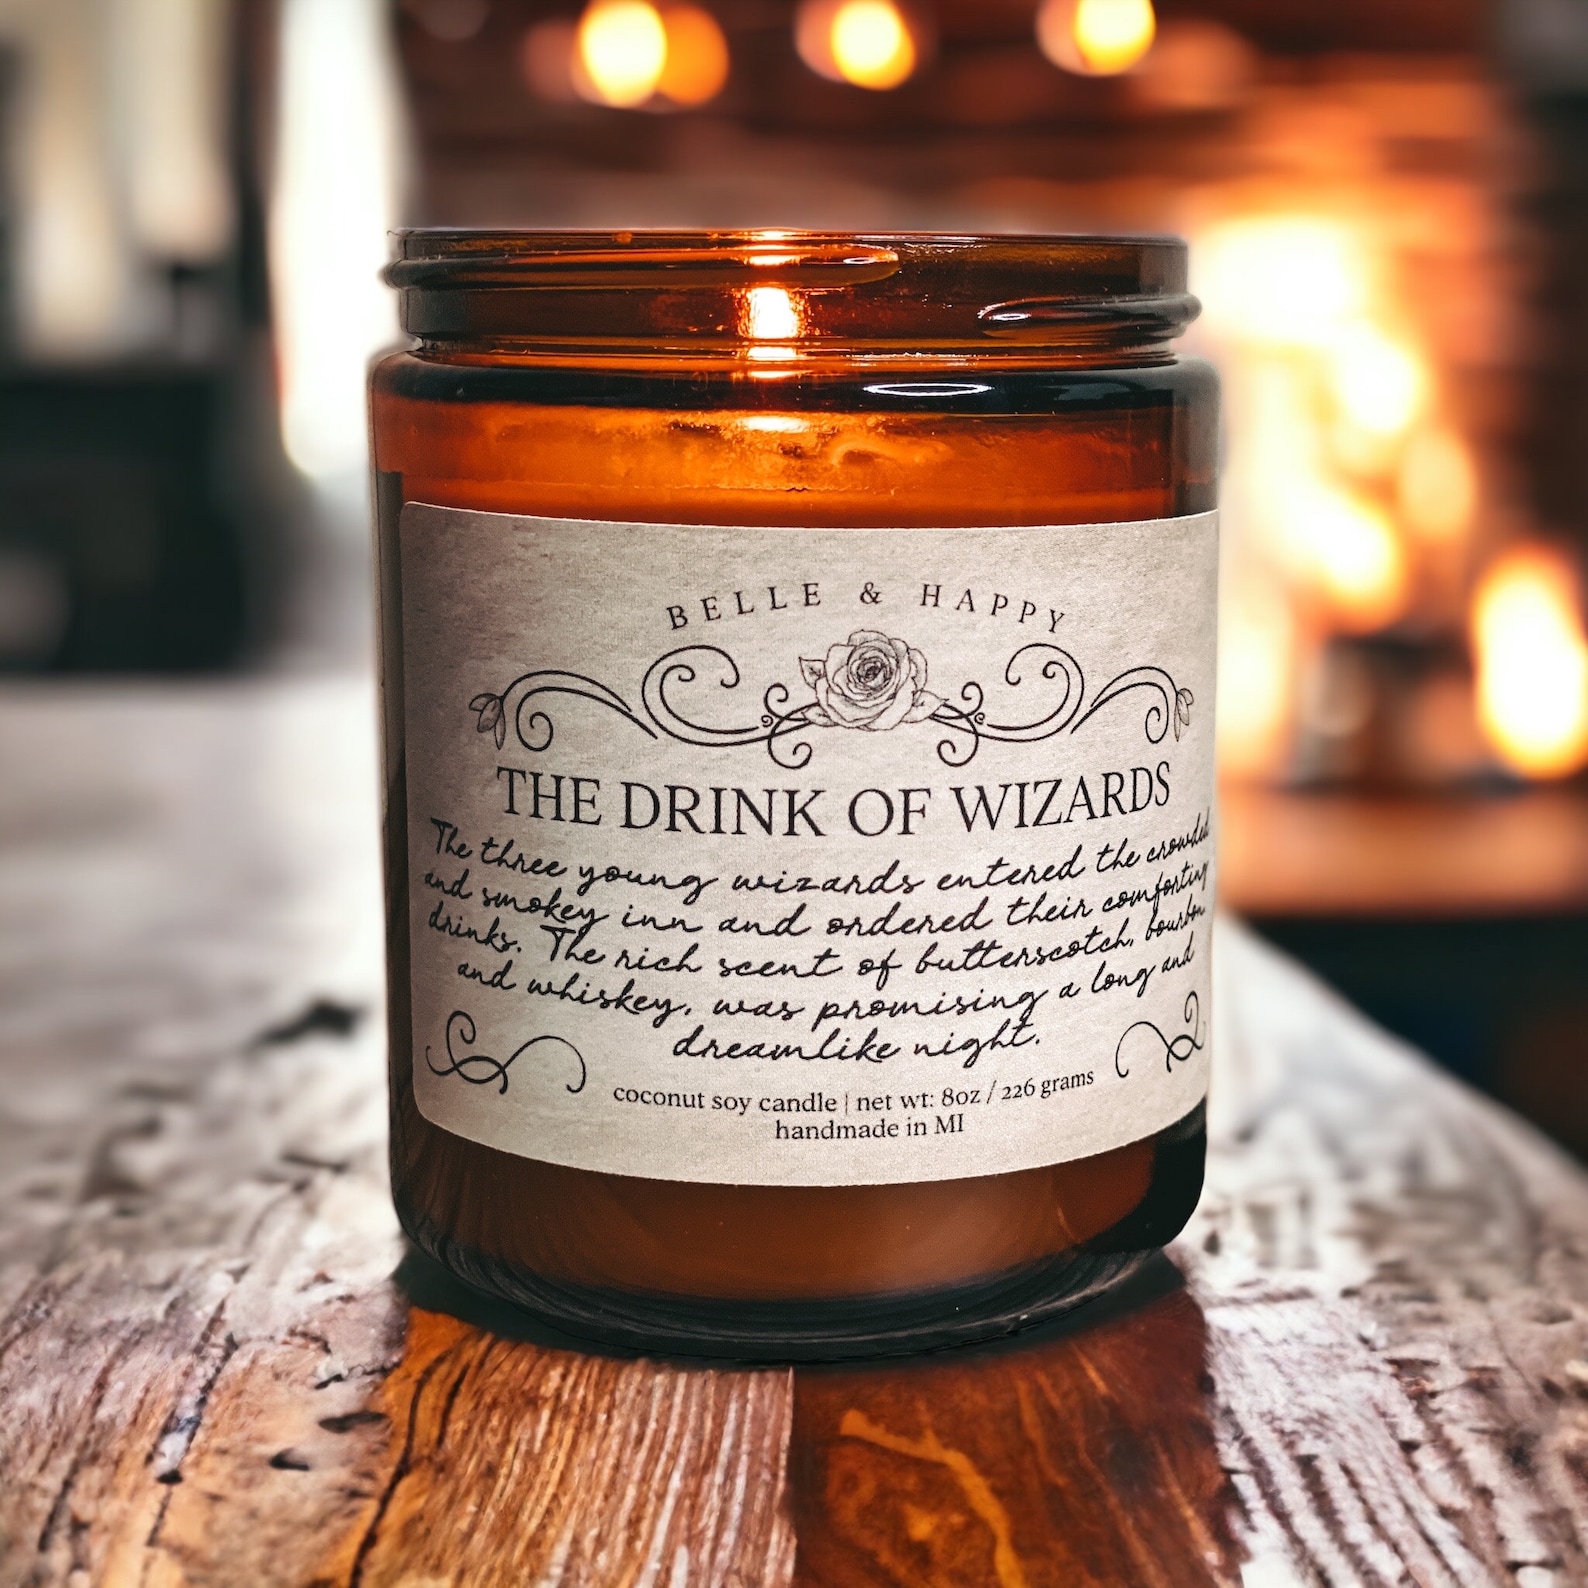 BELLE & HAPPY
THE DRINK OF WIZARDS
The three young wizards entered the crowded
and smokey inn and ordered their comforting
drinks. The rich scent of butterscotch, bourbon
and whiskey, was promising a long and
dreamlike night.
coconut soy candle | net wt: 8oz / 226 grams
handmade in MI